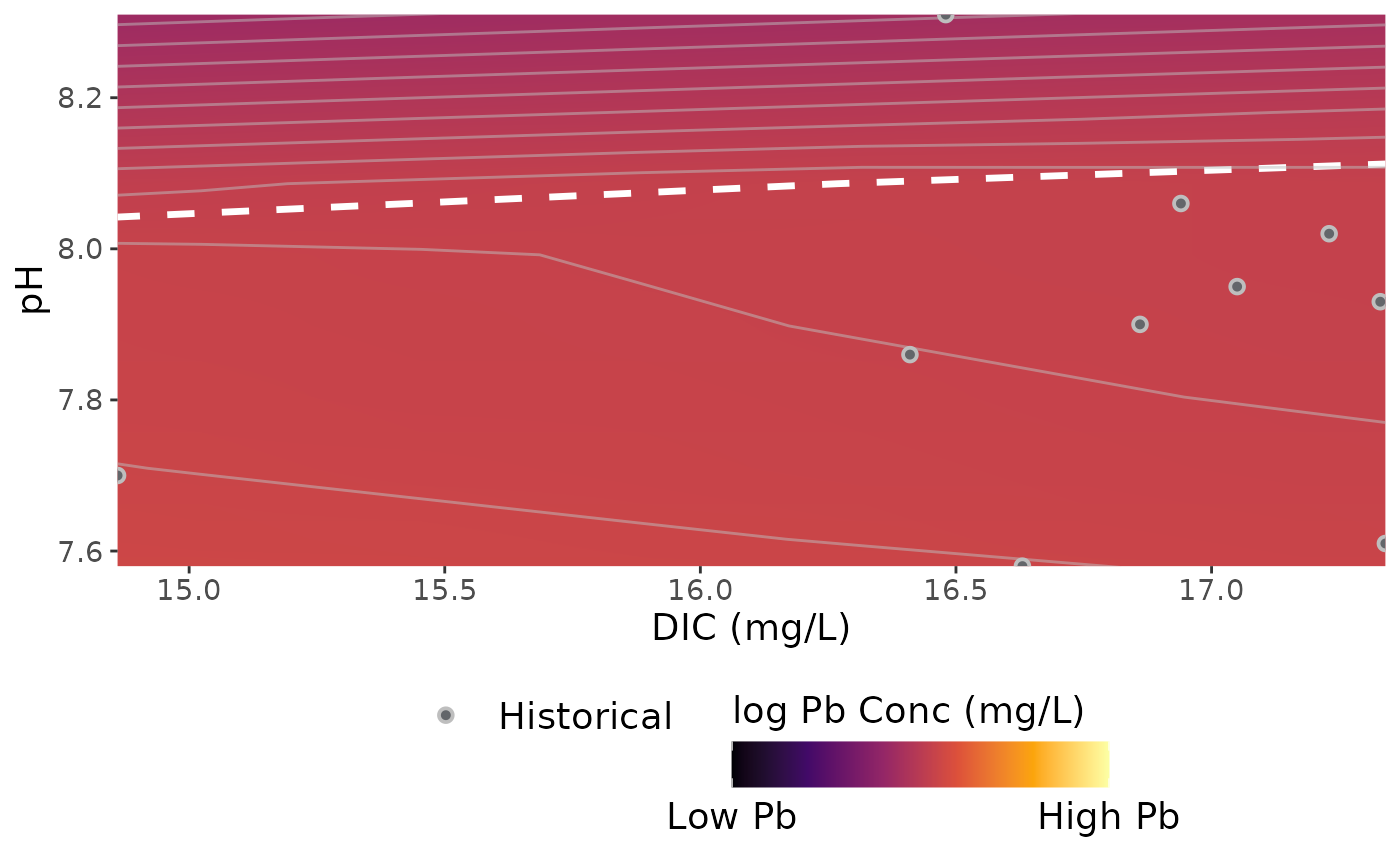 8.2
8.0
7.8
7.6
pH
15.0 15.5 16.0 16.5 17.0
DIC (mg/L)
Historical
log Pb Conc (mg/L)
Low Pb High Pb